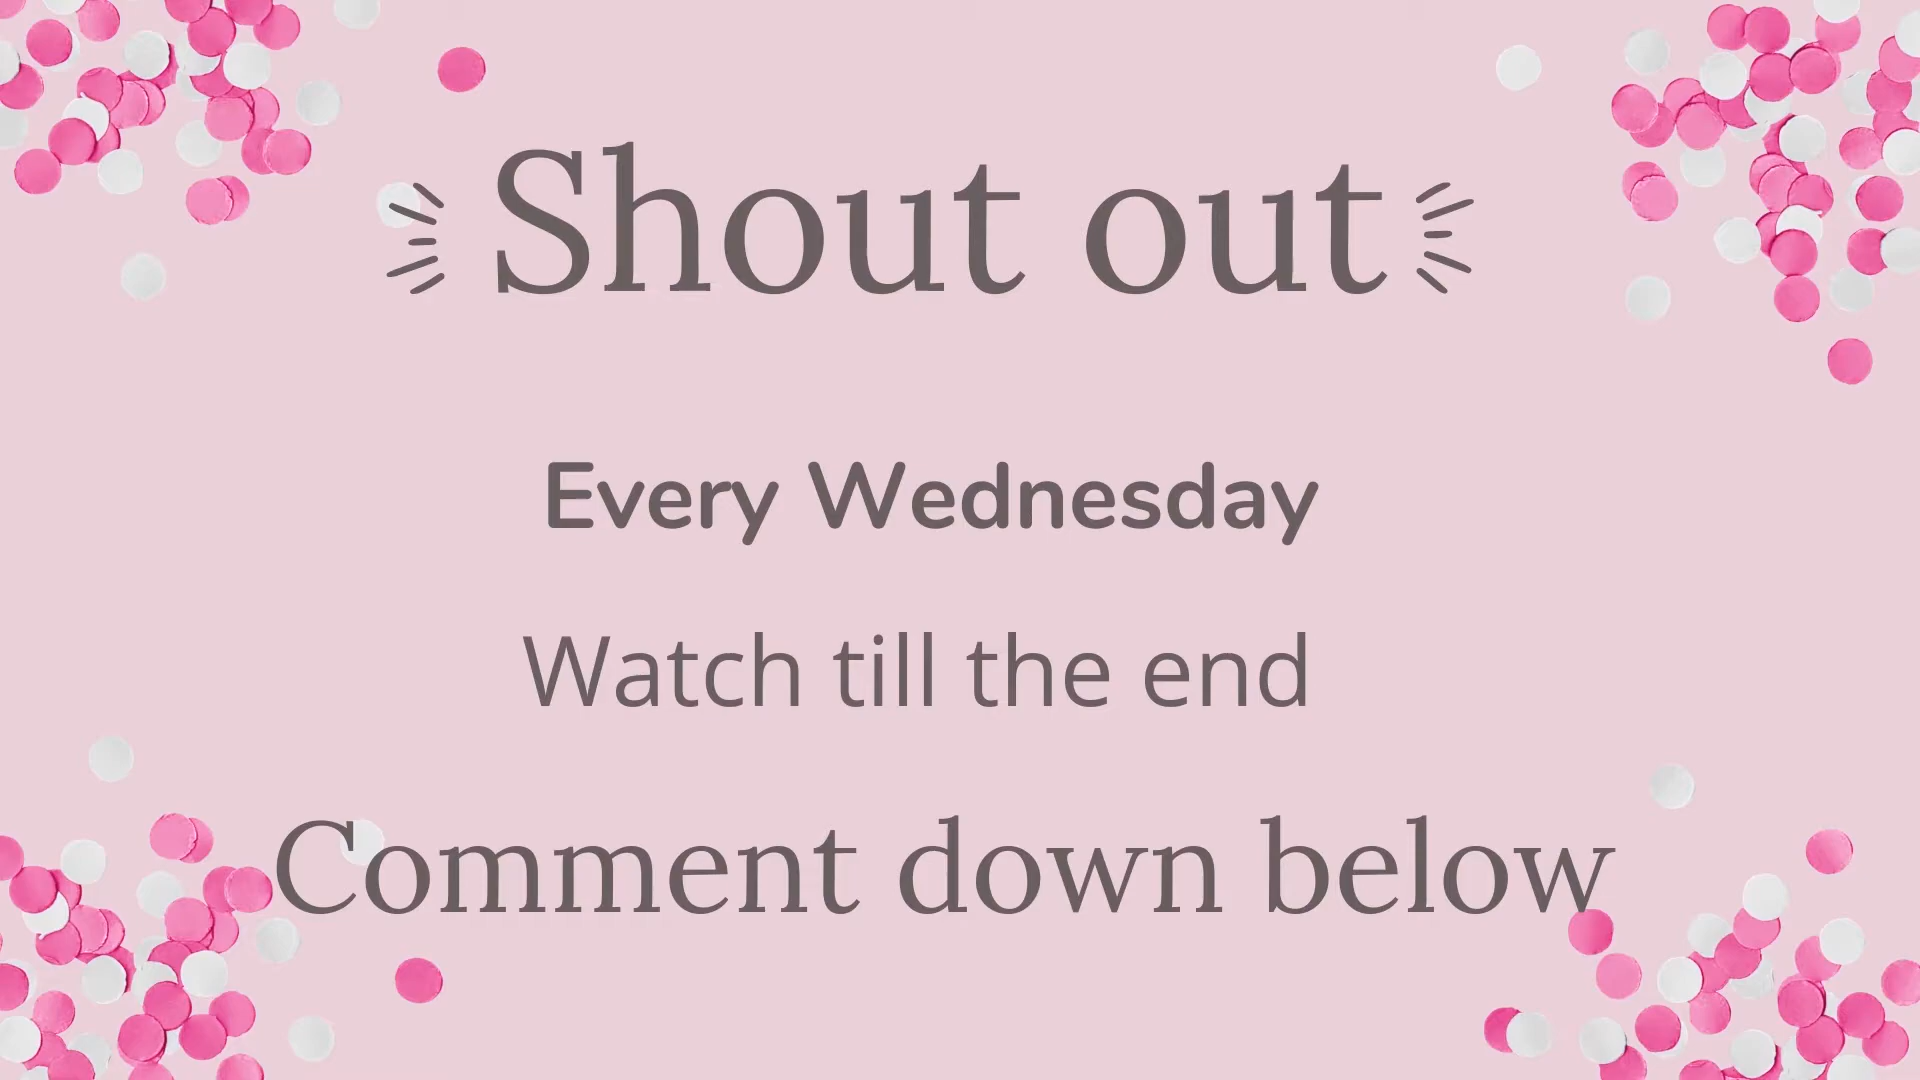 Shout out
Every Wednesday
Watch till the end
Comment down below